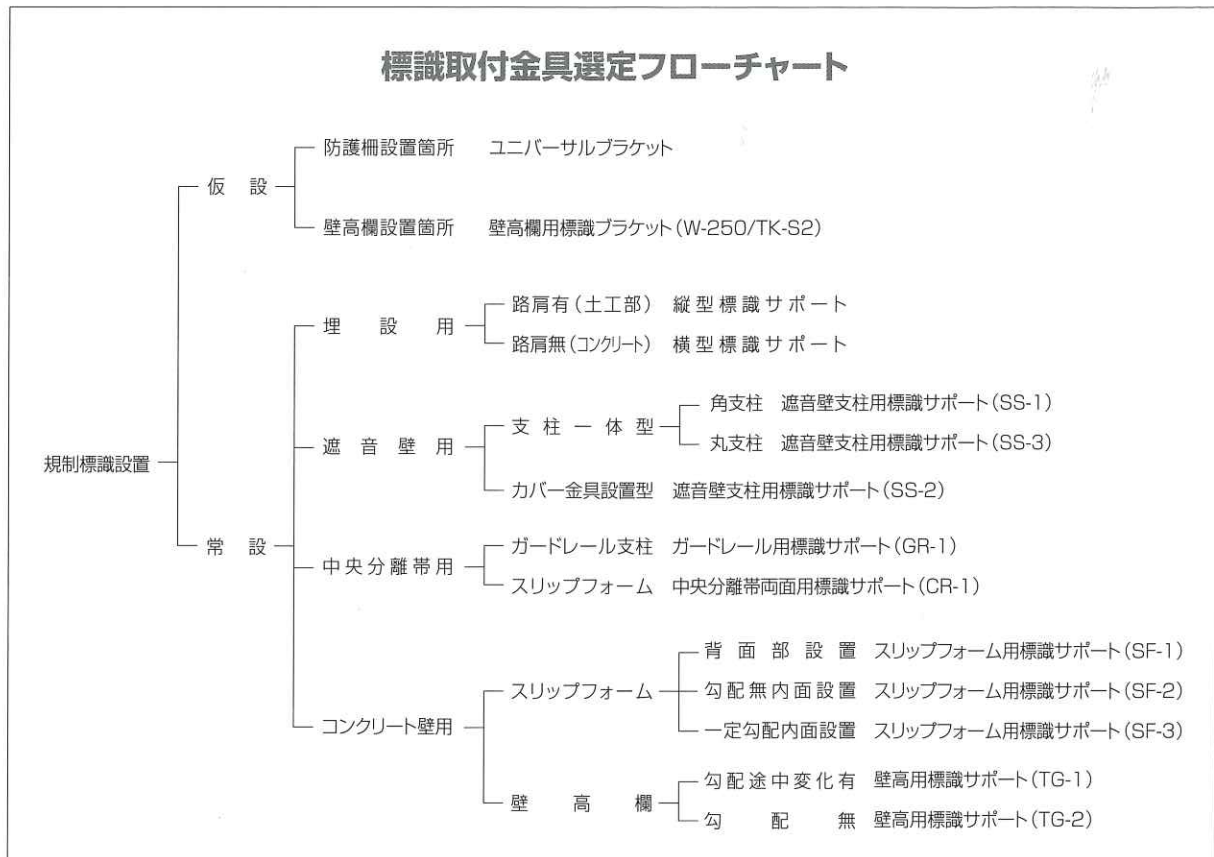 標識取付金具選定フローチャート
防護柵設置箇所 ユニバーサルブラケット
仮設
壁高欄設置箇所 壁高欄用標識ブラケット(W-250/TK-S2)
路肩有(土工部) 縦型標識サポート
埋設用
路肩無(コンクリート) 横型標識サポート
角支柱 遮音壁支柱用標識サポート(SS-1)
支柱一体型
遮音壁用
丸支柱 遮音壁支柱用標識サポート(SS-3)
規制標識設置
カバー金具設置型 遮音壁支柱用標識サポート(SS-2)
常設
ガードレール支柱 ガードレール用標識サポート(GR-1)
中央分離帯用
スリップフォーム 中央分離帯両面用標識サポート(CR-1)
背面部設置 スリップフォーム用標識サポート(SF-1)
スリップフォーム
勾配無内面設置 スリップフォーム用標識サポート(SF-2)
コンクリート壁用
一定勾配内面設置 スリップフォーム用標識サポート(SF-3)
勾配途中変化有 壁高用標識サポート(TG-1)
壁高欄
勾配無 壁高用標識サポート(TG-2)